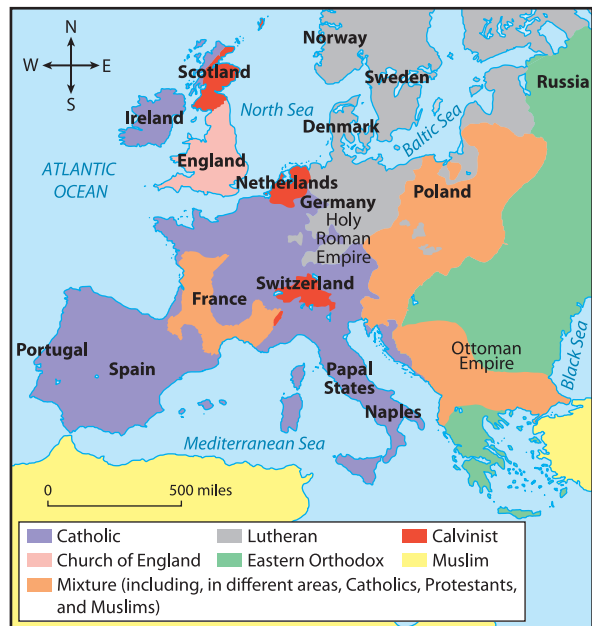 N
W E
S
Norway
Scotland
Sweden
Russia
North Sea
Ireland
Denmark
Baltic Sea
England
ATLANTIC
OCEAN
Netherlands
Germany
Poland
Holy
Roman
Empire
Switzerland
France
Portugal
Spain
Ottoman
Empire
Black Sea
Papal
States
Naples
Mediterranean Sea
0 500 miles
Catholic
Lutheran
Calvinist
Church of England
Eastern Orthodox
Muslim
Mixture (including, in different areas, Catholics, Protestants,
and Muslims)